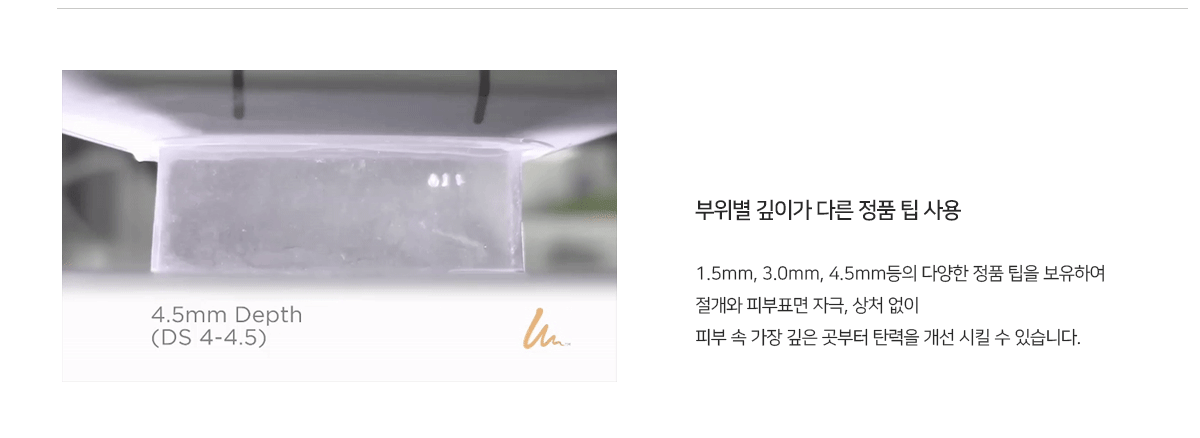 4.5mm Depth
(DS 4-4.5)
부위별 깊이가 다른 정품 팁 사용
1.5mm, 3.0mm, 4.5mm등의 다양한 정품 팁을 보유하여
절개와 피부표면 자극, 상처 없이
피부 속 가장 깊은 곳부터 탄력을 개선 시킬 수 있습니다.